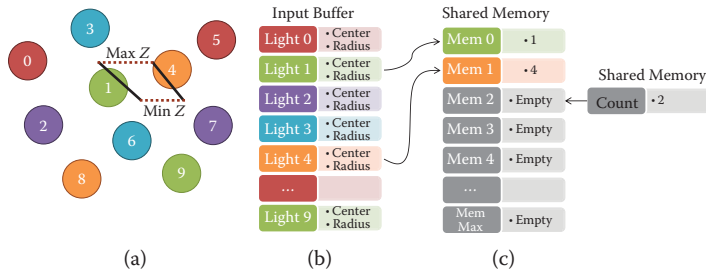 3
5
Max Z
0
4
1
Min Z
2
6
7
8
9
(a)
Input Buffer
Light 0 • Center
• Radius
Light 1 • Center
• Radius
Light 2 • Center
• Radius
Light 3 • Center
• Radius
Light 4 • Center
• Radius
...
Light 9 • Center
• Radius
(b)
Shared Memory
Mem 0 • 1
Mem 1 • 4
Mem 2 • Empty
Mem 3 • Empty
Mem 4 • Empty
...
Mem
Max • Empty
(c)
Shared Memory
Count • 2